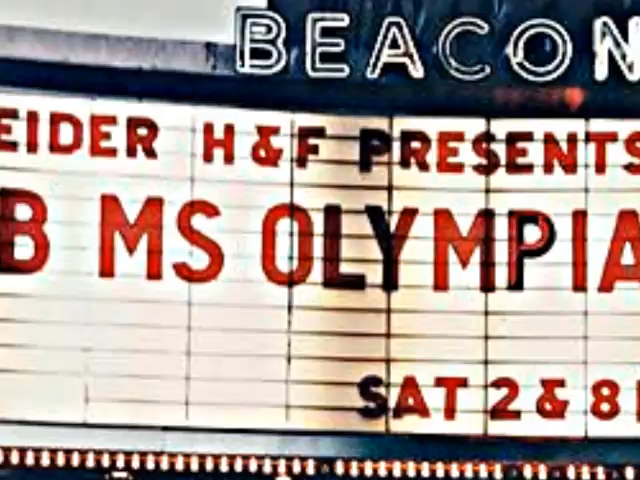 BEACON
EIDER H&F PRESENTS
B MS OLYMPIA
SAT 2 & 8